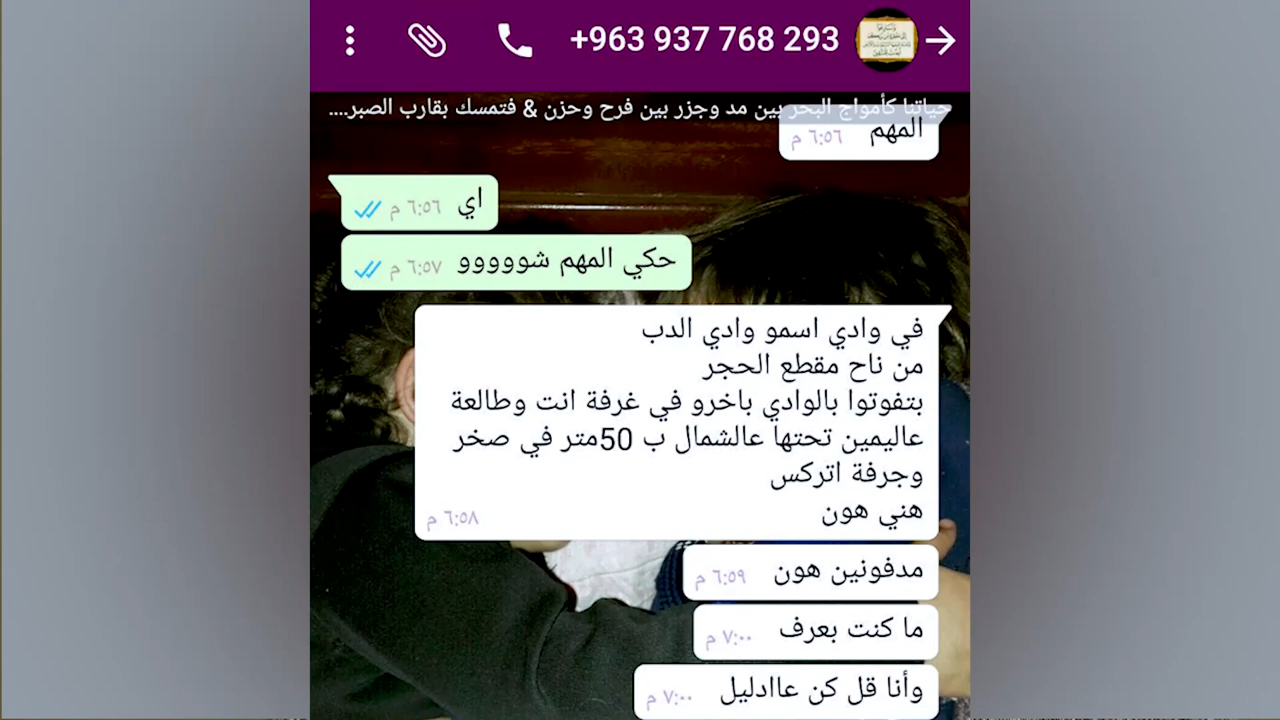 +963 937 768 293
حياتنا كأمواج البحر بين مد وجزر بين فرح وحزن & فتمسك بقارب الصبر....
المهم
٦:٥٦ م
اي
٦:٥٦ م
حكي المهم شووووو
٦:٥٧ م
في وادي اسمو وادي الدب
من ناح مقطع الحجر
بتفوتوا بالوادي باخرو في غرفة انت وطالعة
عاليمين تحتها عالشمال ب 50متر في صخر
وجرفة اتركس
هني هون
٦:٥٨ م
مدفونين هون
٦:٥٩ م
ما كنت بعرف
٧:٠٠ م
وأنا قل كن عاادليل
٧:٠٠ م